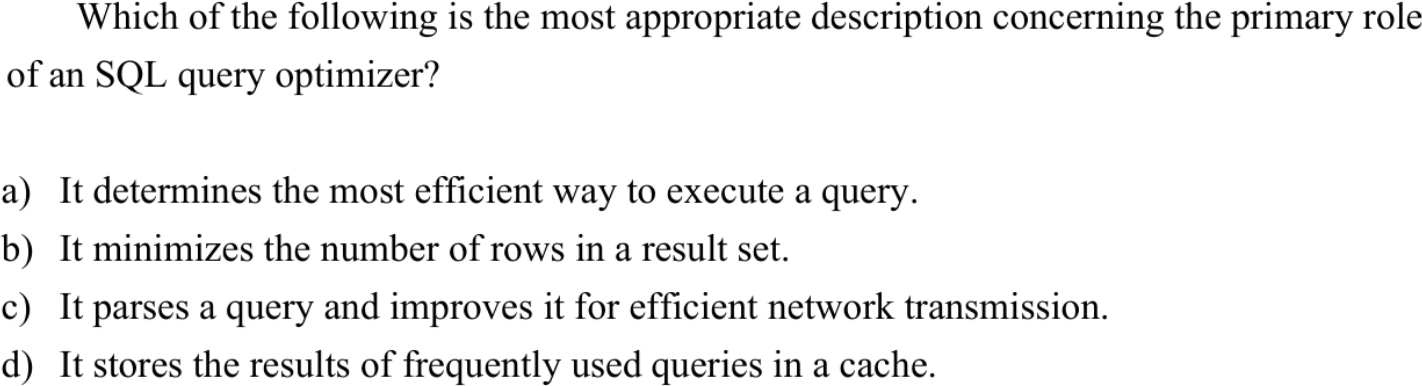 Which of the following is the most appropriate description concerning the primary role
of an SQL query optimizer?
a) It determines the most efficient way to execute a query.
b) It minimizes the number of rows in a result set.
c) It parses a query and improves it for efficient network transmission.
d) It stores the results of frequently used queries in a cache.